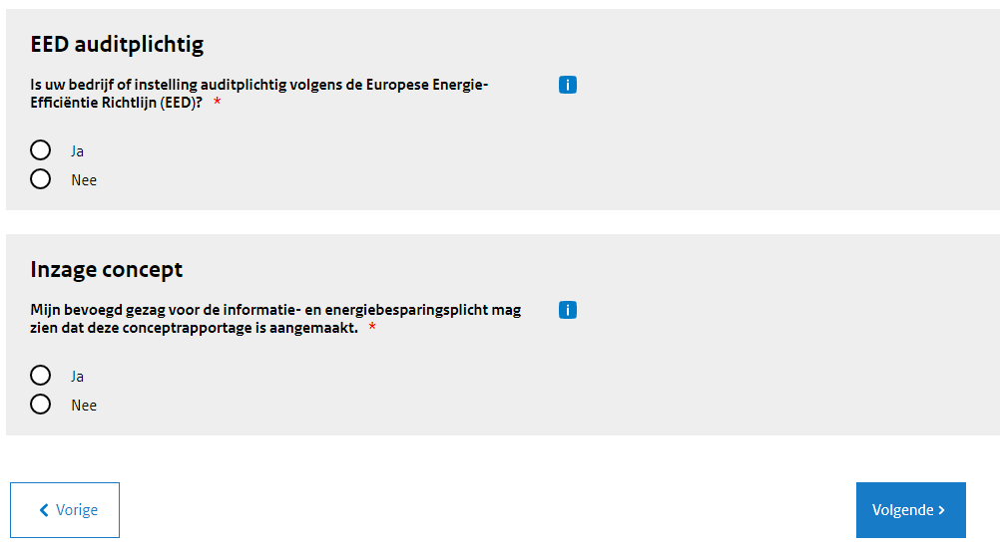 EED auditplichtig
Is uw bedrijf of instelling auditplichtig volgens de Europese Energie-
Efficiëntie Richtlijn (EED)? *
i
Ja
Nee
Inzage concept
Mijn bevoegd gezag voor de informatie- en energiebesparingsplicht mag
zien dat deze conceptrapportage is aangemaakt. *
i
Ja
Nee
Vorige
Volgende